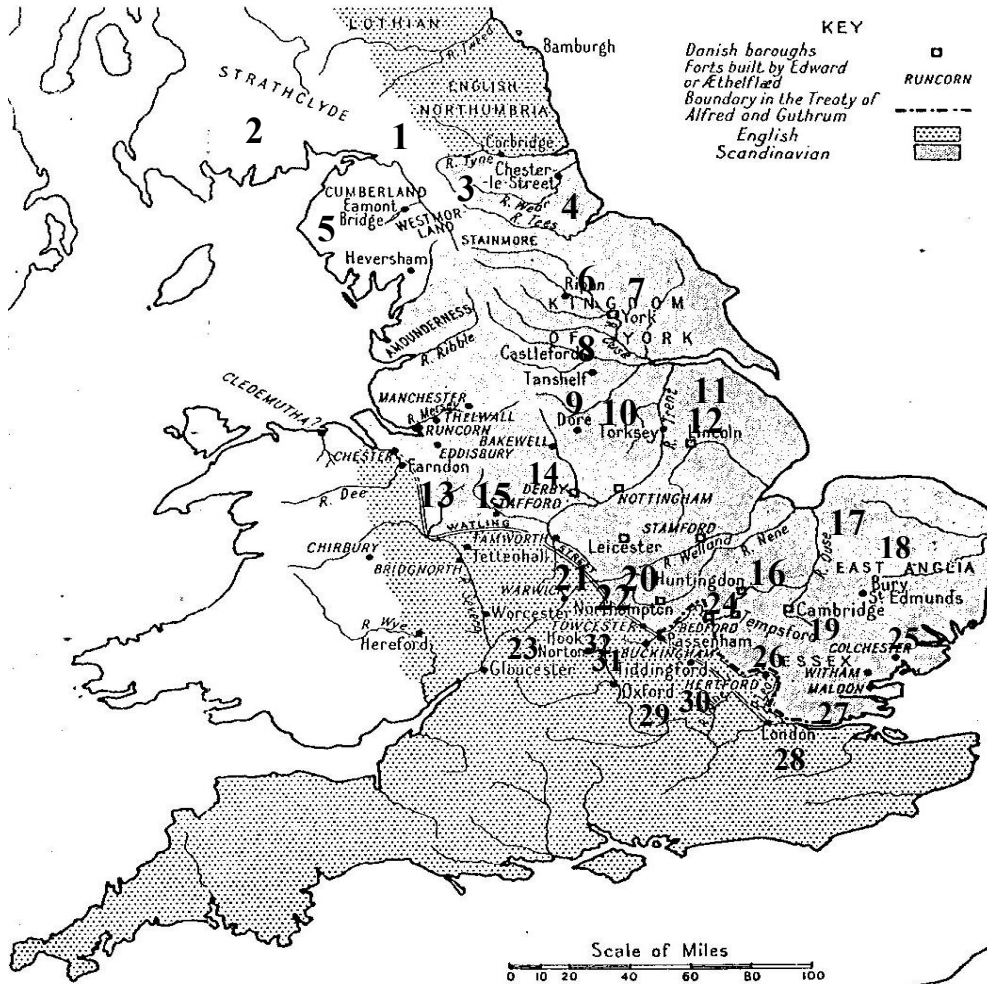 LOTHIAN
R. Tweed
Bamburgh
KEY
Danish boroughs
Forts built by Edward
or Æthelflæd
RUNCORN
Boundary in the Treaty of
Alfred and Guthrum
English
Scandinavian
STRATHCLYDE
ENGLISH
NORTHUMBRIA
1
2
Corbridge
R. Tyne
Chester
-le-Street
3
4
R. Wear
R. Tees
CUMBERLAND
Eamont
Bridge
WESTMOR
LAND
5
STAINMORE
Heversham
6
7
Ripon
KINGDOM
York
OF YORK
R. Ouse
AMOUNDERNESS
R. Ribble
8
Castleford
Tanshelf
9
10
11
12
Dore
Torksey
R. Trent
Lincoln
CLEDEMUTHA?
MANCHESTER
R. Mersey
THELWALL
RUNCORN
EDDISBURY
BAKEWELL
CHESTER
Farndon
R. Dee
13
14
15
DERBY
STAFFORD
NOTTINGHAM
WATLING
STREET
TAMWORTH
Tettenhall
Leicester
STAMFORD
R. Welland
R. Nene
R. Ouse
17
18
EAST ANGLIA
Bury
St Edmunds
CHIRBURY
BRIDGNORTH
R. Severn
WARWICK
21
22
20
Huntingdon
16
Northampton
24
Cambridge
19
Tempsford
BEDFORD
TOWCESTER
Passenham
R. Wye
Hereford
Worcester
23
Hook
Norton
32
31
BUCKINGHAM
Tiddingford
Gloucester
Oxford
HERTFORD
26
R. Lea
ESSEX
COLCHESTER
25
WITHAM
MALDON
27
29
30
London
28
Scale of Miles
0 10 20 40 60 80 100